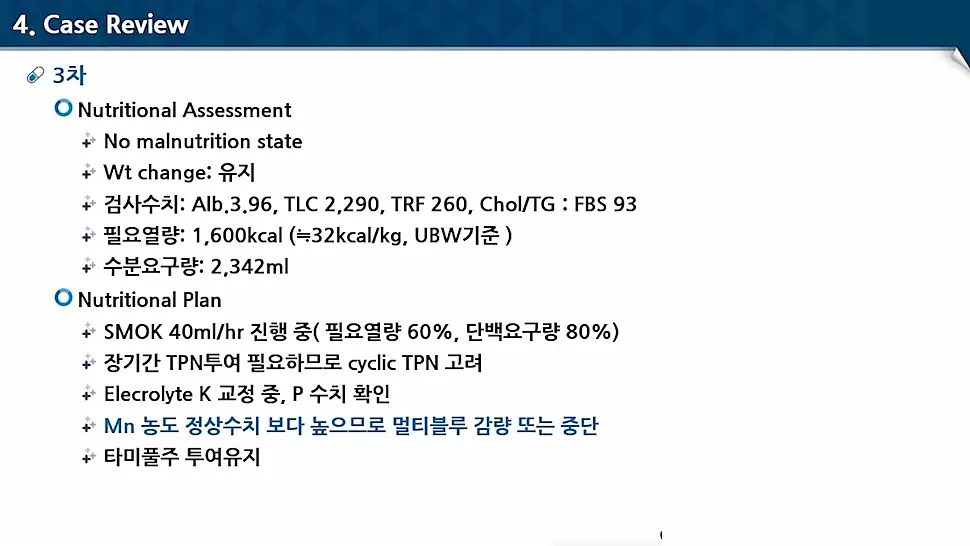 4. Case Review
3차
Nutritional Assessment
No malnutrition state
Wt change: 유지
검사수치: Alb.3.96, TLC 2,290, TRF 260, Chol/TG : FBS 93
필요열량: 1,600kcal (≒32kcal/kg, UBW기준 )
수분요구량: 2,342ml
Nutritional Plan
SMOK 40ml/hr 진행 중( 필요열량 60%, 단백요구량 80%)
장기간 TPN투여 필요하므로 cyclic TPN 고려
Elecrolyte K 교정 중, P 수치 확인
Mn 농도 정상수치 보다 높으므로 멀티블루 감량 또는 중단
타미풀주 투여유지